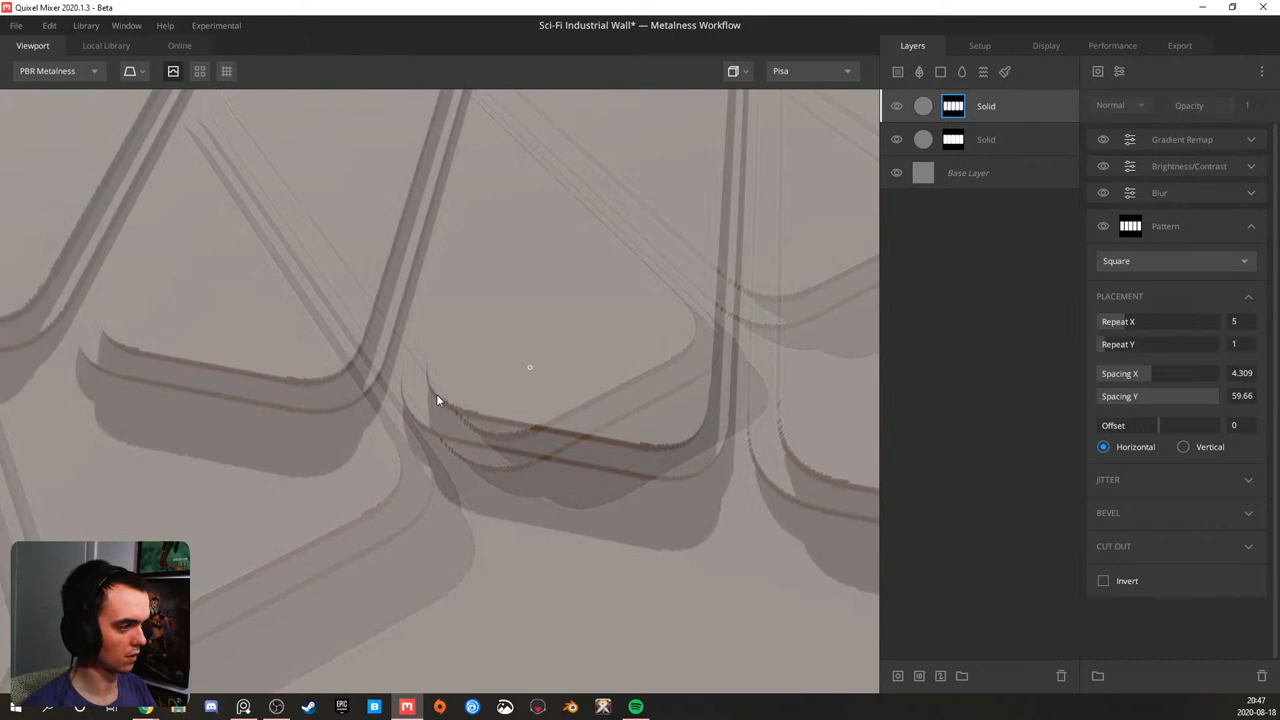 Quixel Mixer 2020.1.3 - Beta
File Edit Library Window Help Experimental
Sci-Fi Industrial Wall* — Metalness Workflow
Viewport Local Library Online
Layers Setup Display Performance Export
PBR Metalness
Pisa
Solid
Solid
Base Layer
Normal Opacity 1
Gradient Remap
Brightness/Contrast
Blur
Pattern
Square
PLACEMENT
Repeat X 5
Repeat Y 1
Spacing X 4.309
Spacing Y 59.66
Offset 0
Horizontal Vertical
JITTER
BEVEL
CUT OUT
Invert
EPIC
20:47
2020-08-18